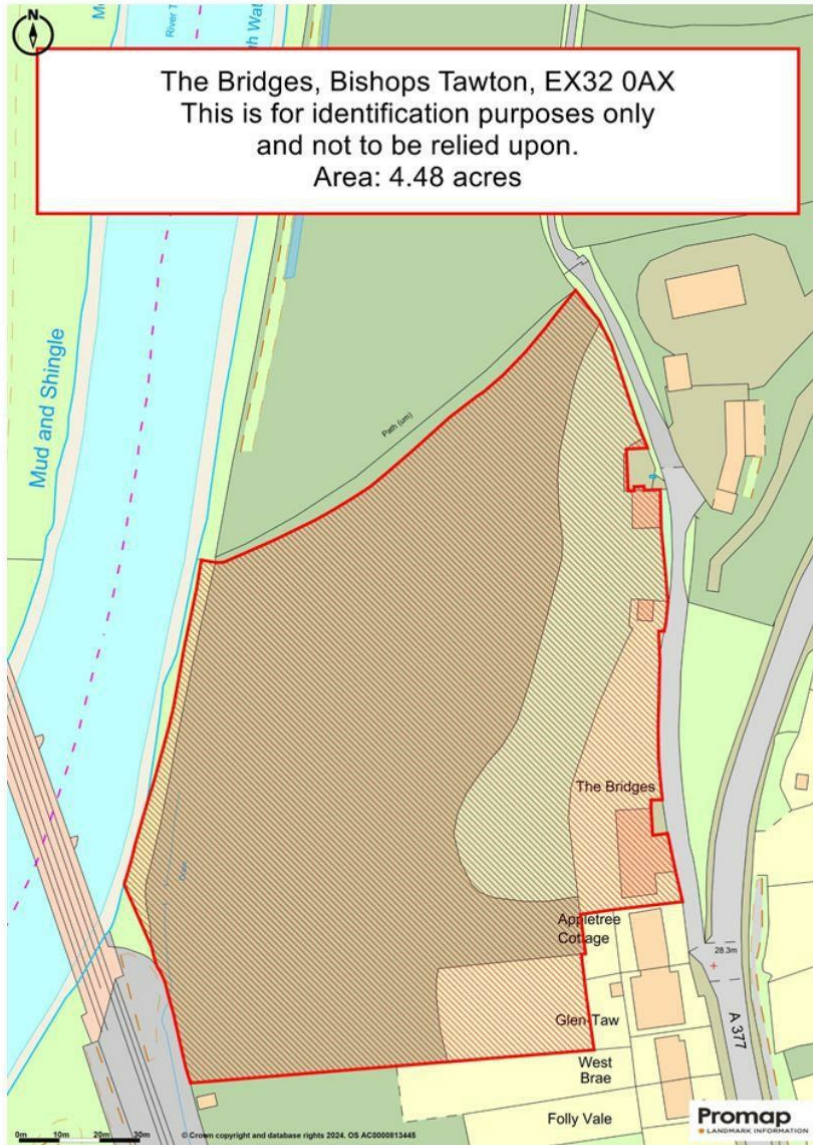 N
River T
The Bridges, Bishops Tawton, EX32 0AX
This is for identification purposes only
and not to be relied upon.
Area: 4.48 acres
Mud and Shingle
Path (um)
The Bridges
Drain
Appletree
Cottage
28.3m
Glen Taw
A 377
West
Brae
Folly Vale
0m 10m 20m 30m
© Crown copyright and database rights 2024. OS AC0000813445
Promap
LANDMARK INFORMATION